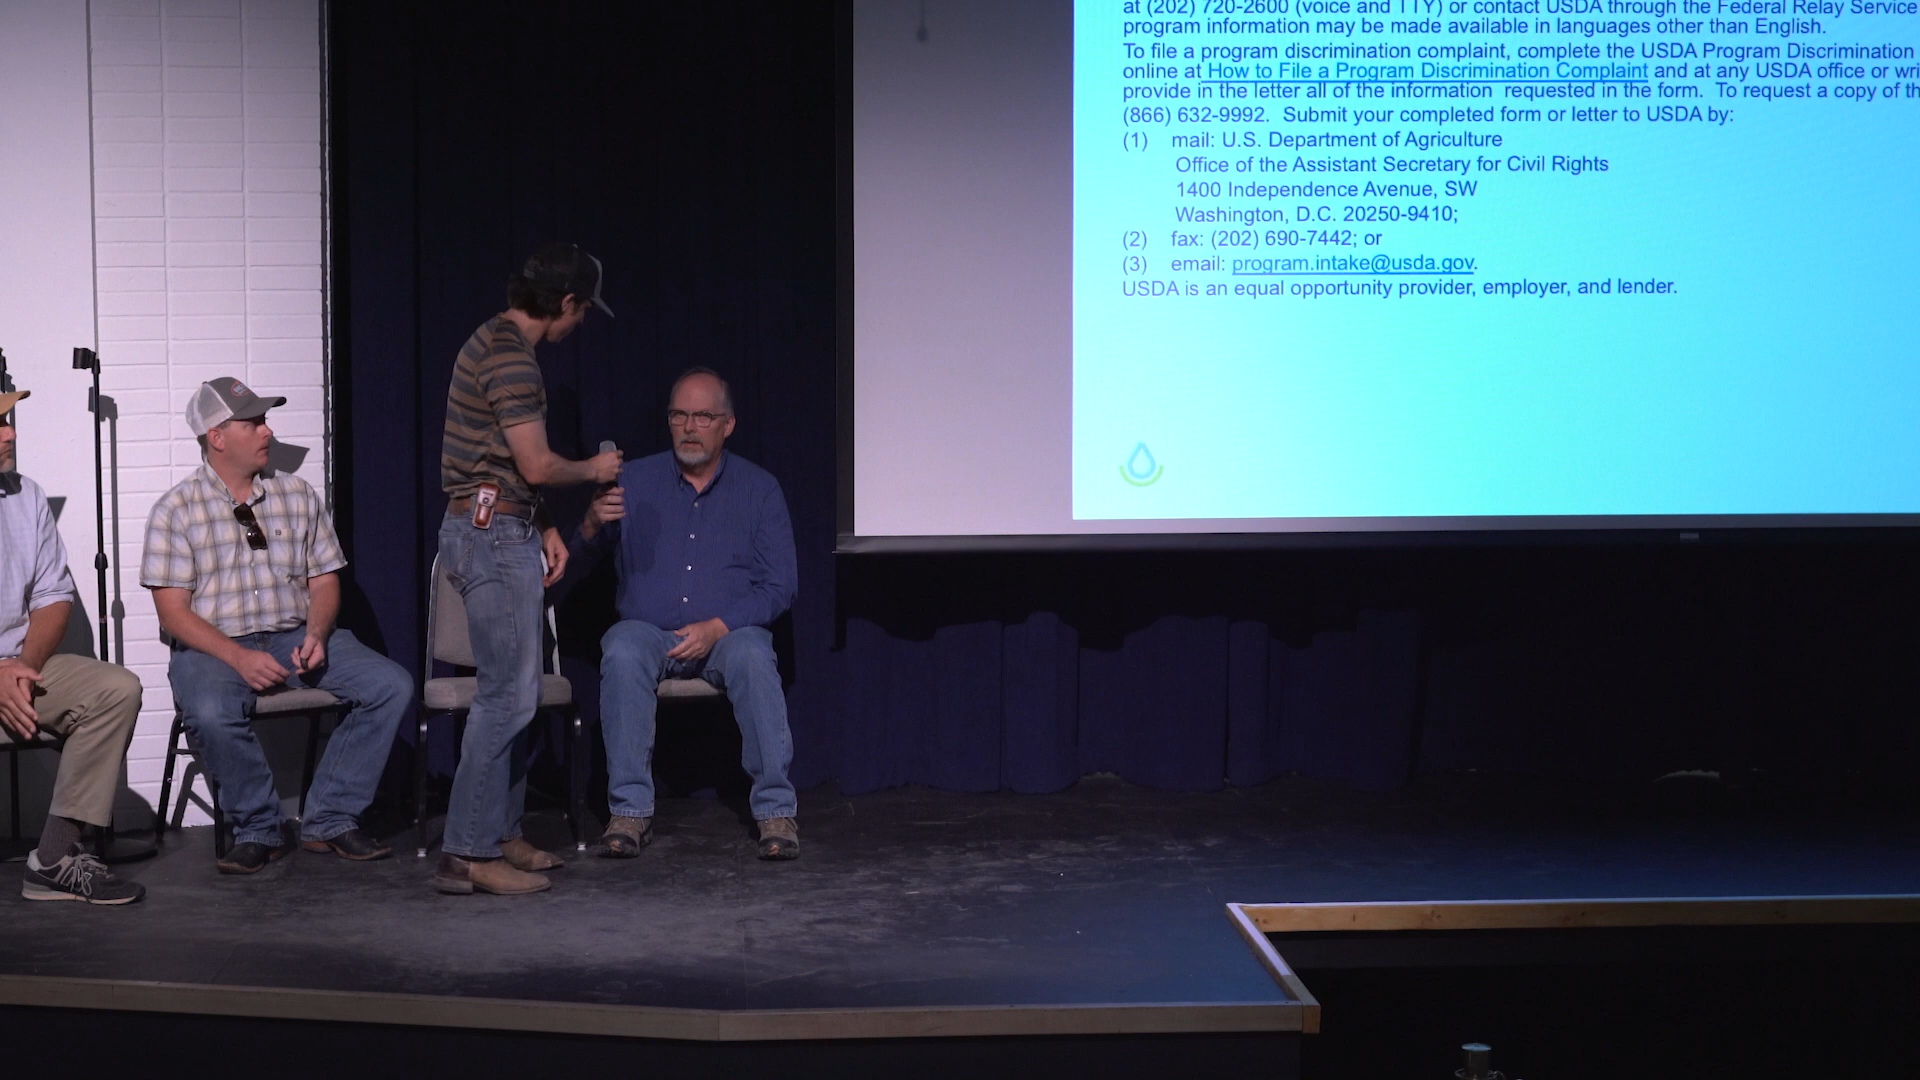 at (202) 720-2600 (voice and TTY) or contact USDA through the Federal Relay Service
program information may be made available in languages other than English.
To file a program discrimination complaint, complete the USDA Program Discrimination
online at How to File a Program Discrimination Complaint and at any USDA office or wri
provide in the letter all of the information requested in the form. To request a copy of th
(866) 632-9992. Submit your completed form or letter to USDA by:
(1) mail: U.S. Department of Agriculture
Office of the Assistant Secretary for Civil Rights
1400 Independence Avenue, SW
Washington, D.C. 20250-9410;
(2) fax: (202) 690-7442; or
(3) email: program.intake@usda.gov.
USDA is an equal opportunity provider, employer, and lender.